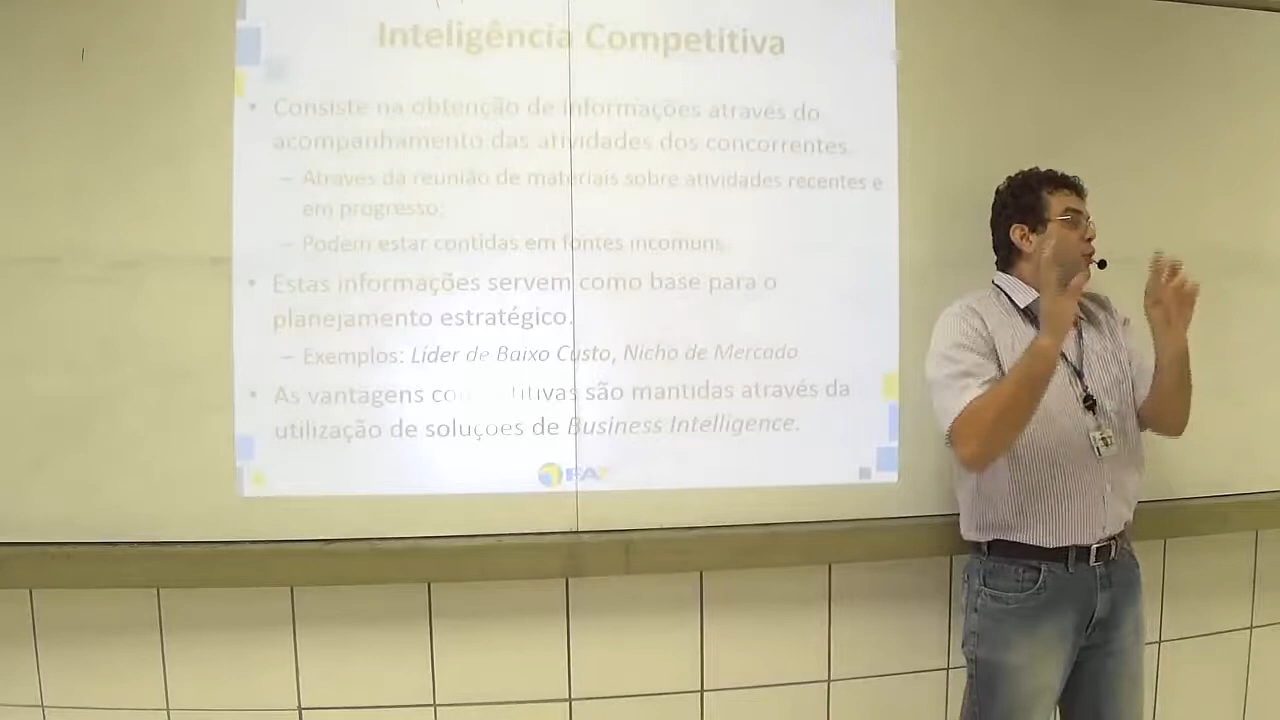 Inteligência Competitiva
• Consiste na obtenção de informações através do
acompanhamento das atividades dos concorrentes.
– Através da reunião de materiais sobre atividades recentes e
em progresso;
– Podem estar contidas em fontes incomuns.
• Estas informações servem como base para o
planejamento estratégico.
– Exemplos: Líder de Baixo Custo, Nicho de Mercado
• As vantagens são mantidas através da
utilização de soluções de Business Intelligence.